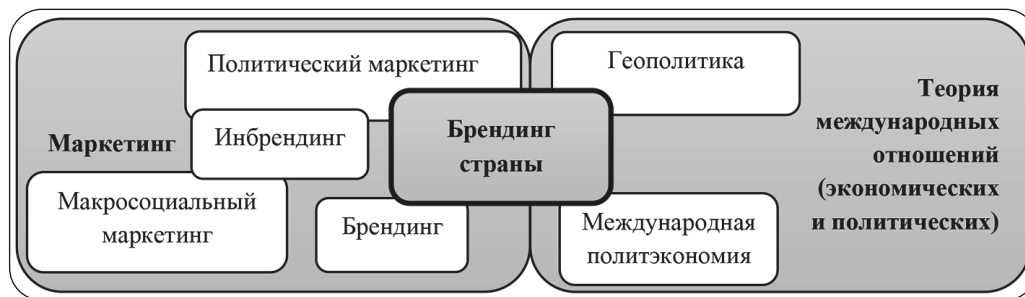 Политический маркетинг
Инбрендинг
Маркетинг
Макросоциальный
маркетинг
Брендинг
Брендинг
страны
Геополитика
Международная
политэкономия
Теория
международных
отношений
(экономических
и политических)